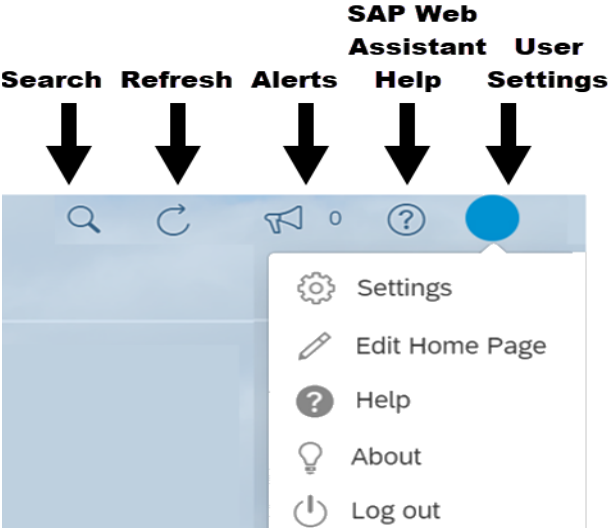 SAP Web
Assistant User
Search Refresh Alerts Help Settings
0
Settings
Edit Home Page
Help
About
Log out